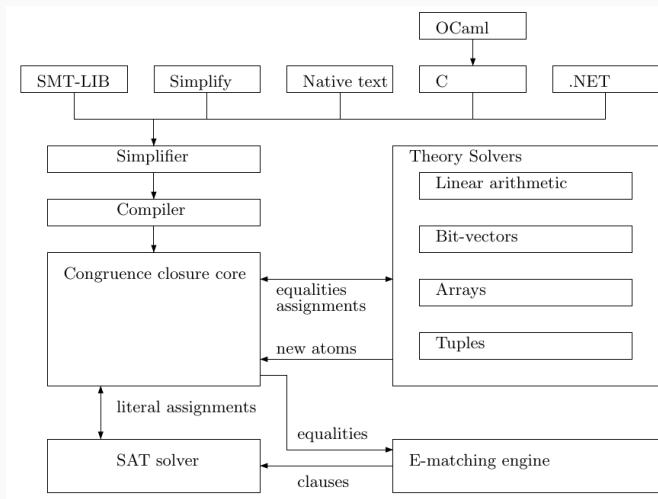 OCaml
SMT-LIB
Simplify
Native text
C
.NET
Simplifier
Theory Solvers
Linear arithmetic
Compiler
Bit-vectors
Congruence closure core
equalities
assignments
Arrays
new atoms
Tuples
literal assignments
equalities
SAT solver
E-matching engine
clauses